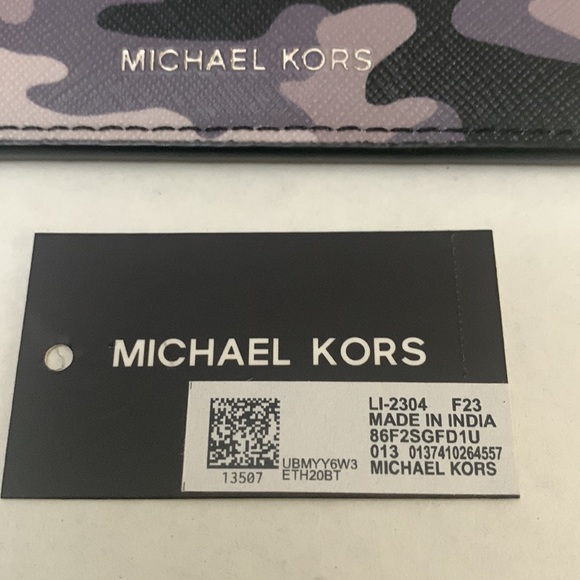 MICHAEL KORS
MICHAEL KORS
LI-2304 F23
MADE IN INDIA
86F2SGFD1U
013 0137410264557
MICHAEL KORS
UBMYY6W3
ETH20BT
13507